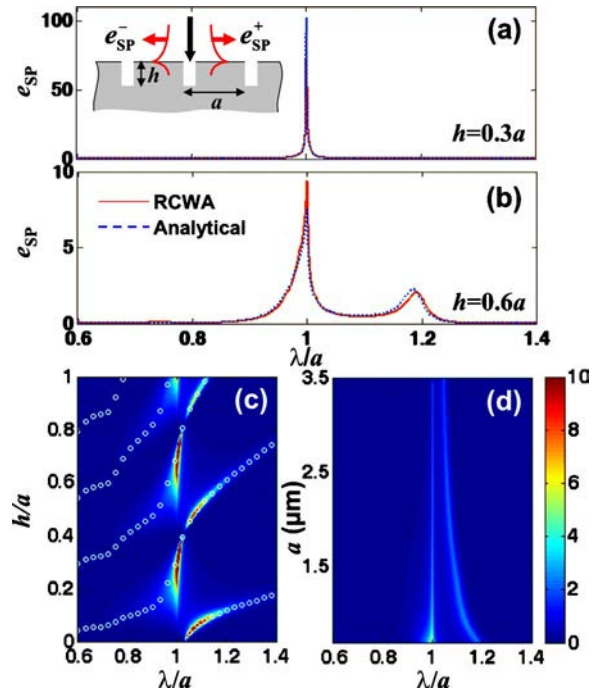 100
50
0
e_SP
e⁻_SP
e⁺_SP
h
a
(a)
h=0.3a
10
5
0
e_SP
RCWA
Analytical
(b)
h=0.6a
0.6 0.8 1 1.2 1.4
λ/a
1
0.8
0.6
0.4
0.2
0
h/a
(c)
0.6 0.8 1 1.2 1.4
λ/a
3.5
2.5
1.5
a (μm)
(d)
0.6 0.8 1 1.2 1.4
λ/a
10
8
6
4
2
0